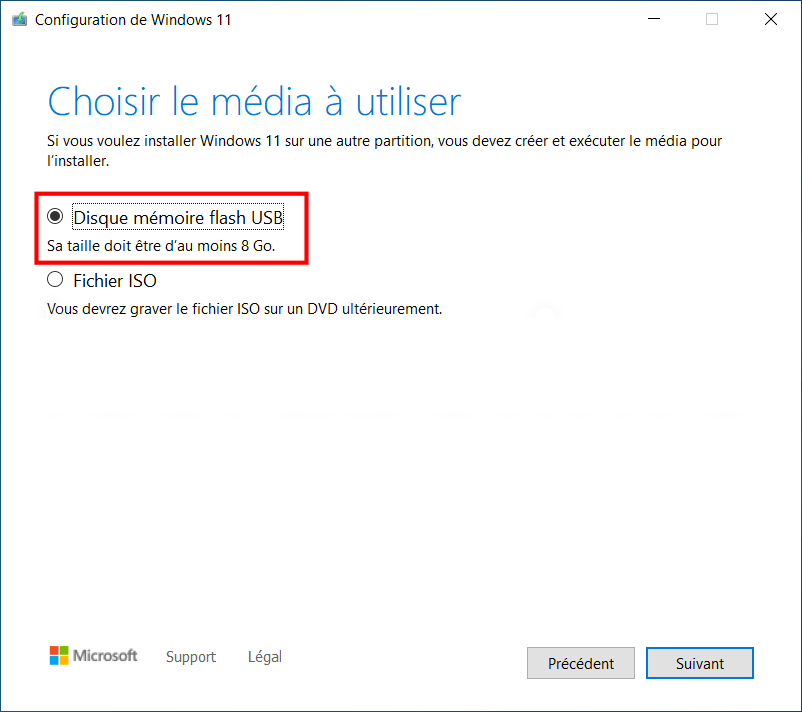 Configuration de Windows 11
Choisir le média à utiliser
Si vous voulez installer Windows 11 sur une autre partition, vous devez créer et exécuter le média pour
l’installer.
Disque mémoire flash USB
Sa taille doit être d’au moins 8 Go.
Fichier ISO
Vous devrez graver le fichier ISO sur un DVD ultérieurement.
Microsoft
Support
Légal
Précédent
Suivant